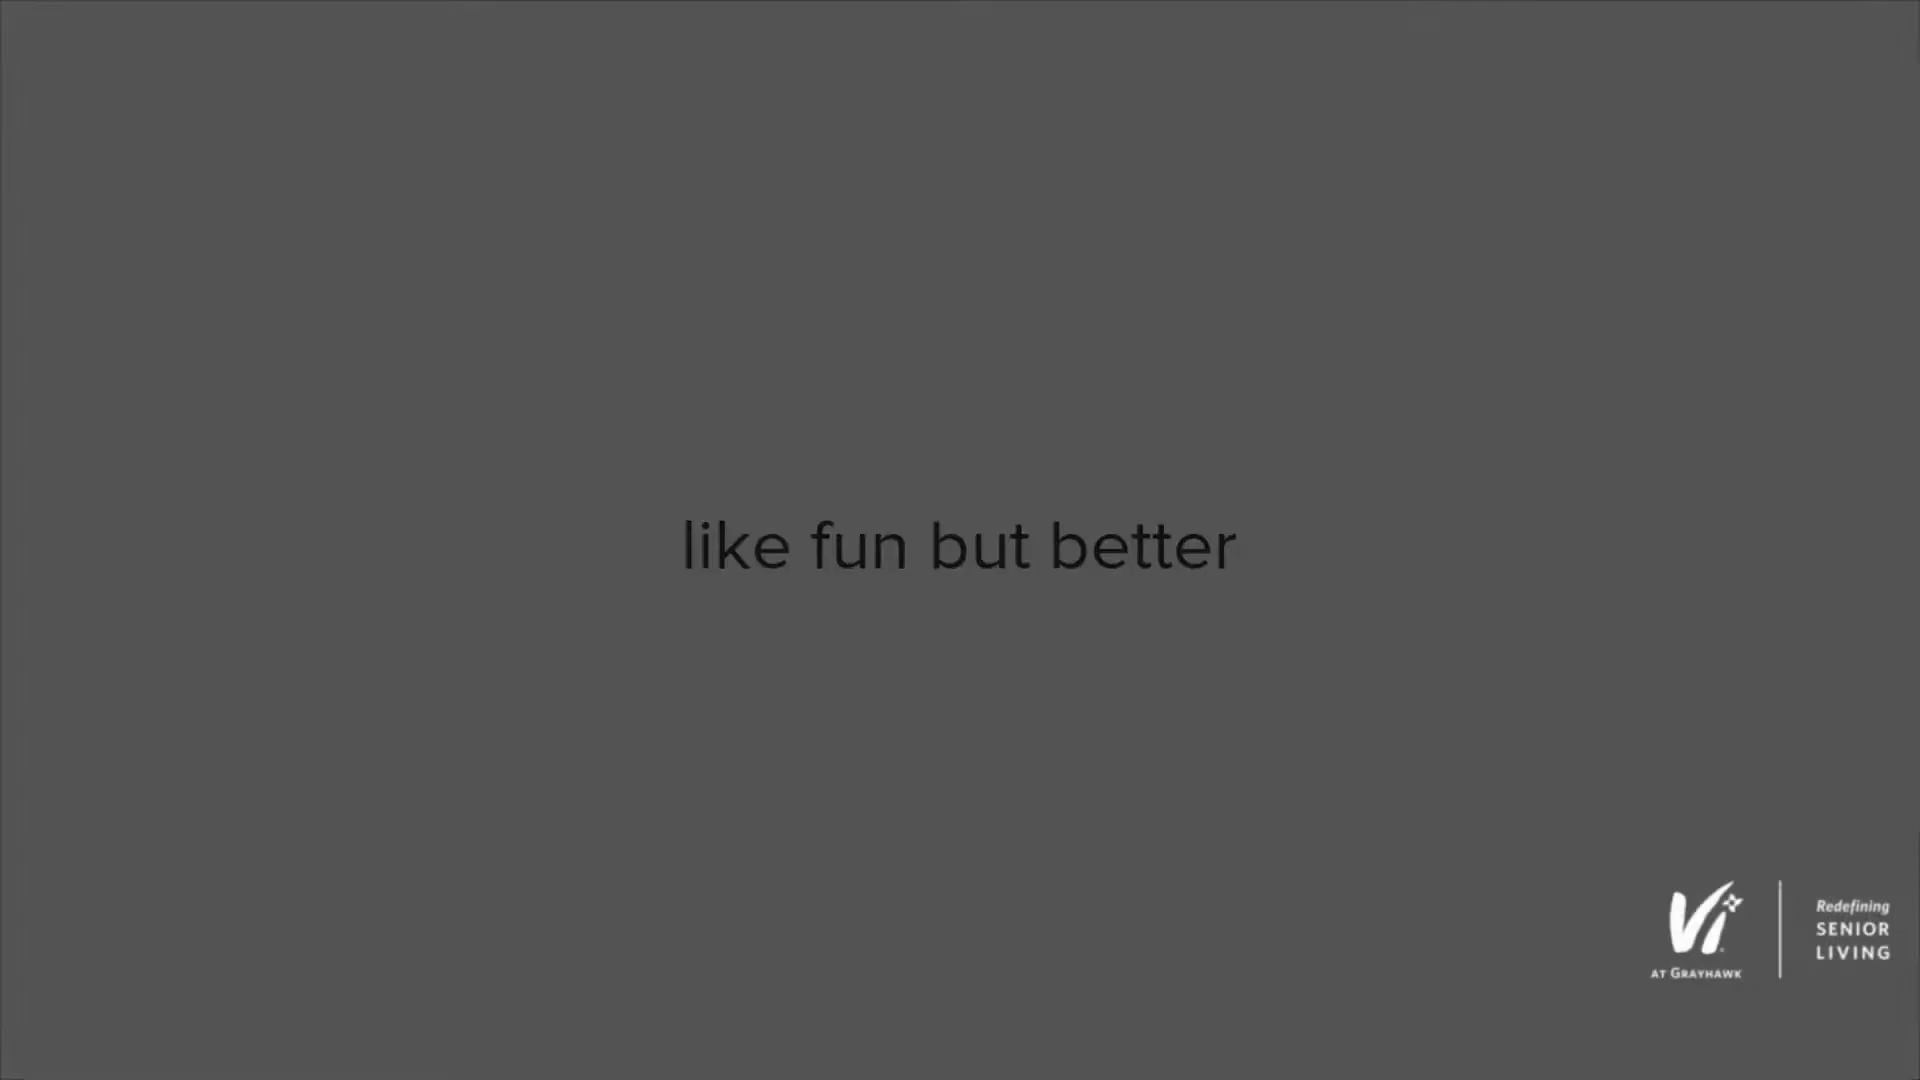 like fun but better
Vi
AT GRAYHAWK
Redefining
SENIOR
LIVING